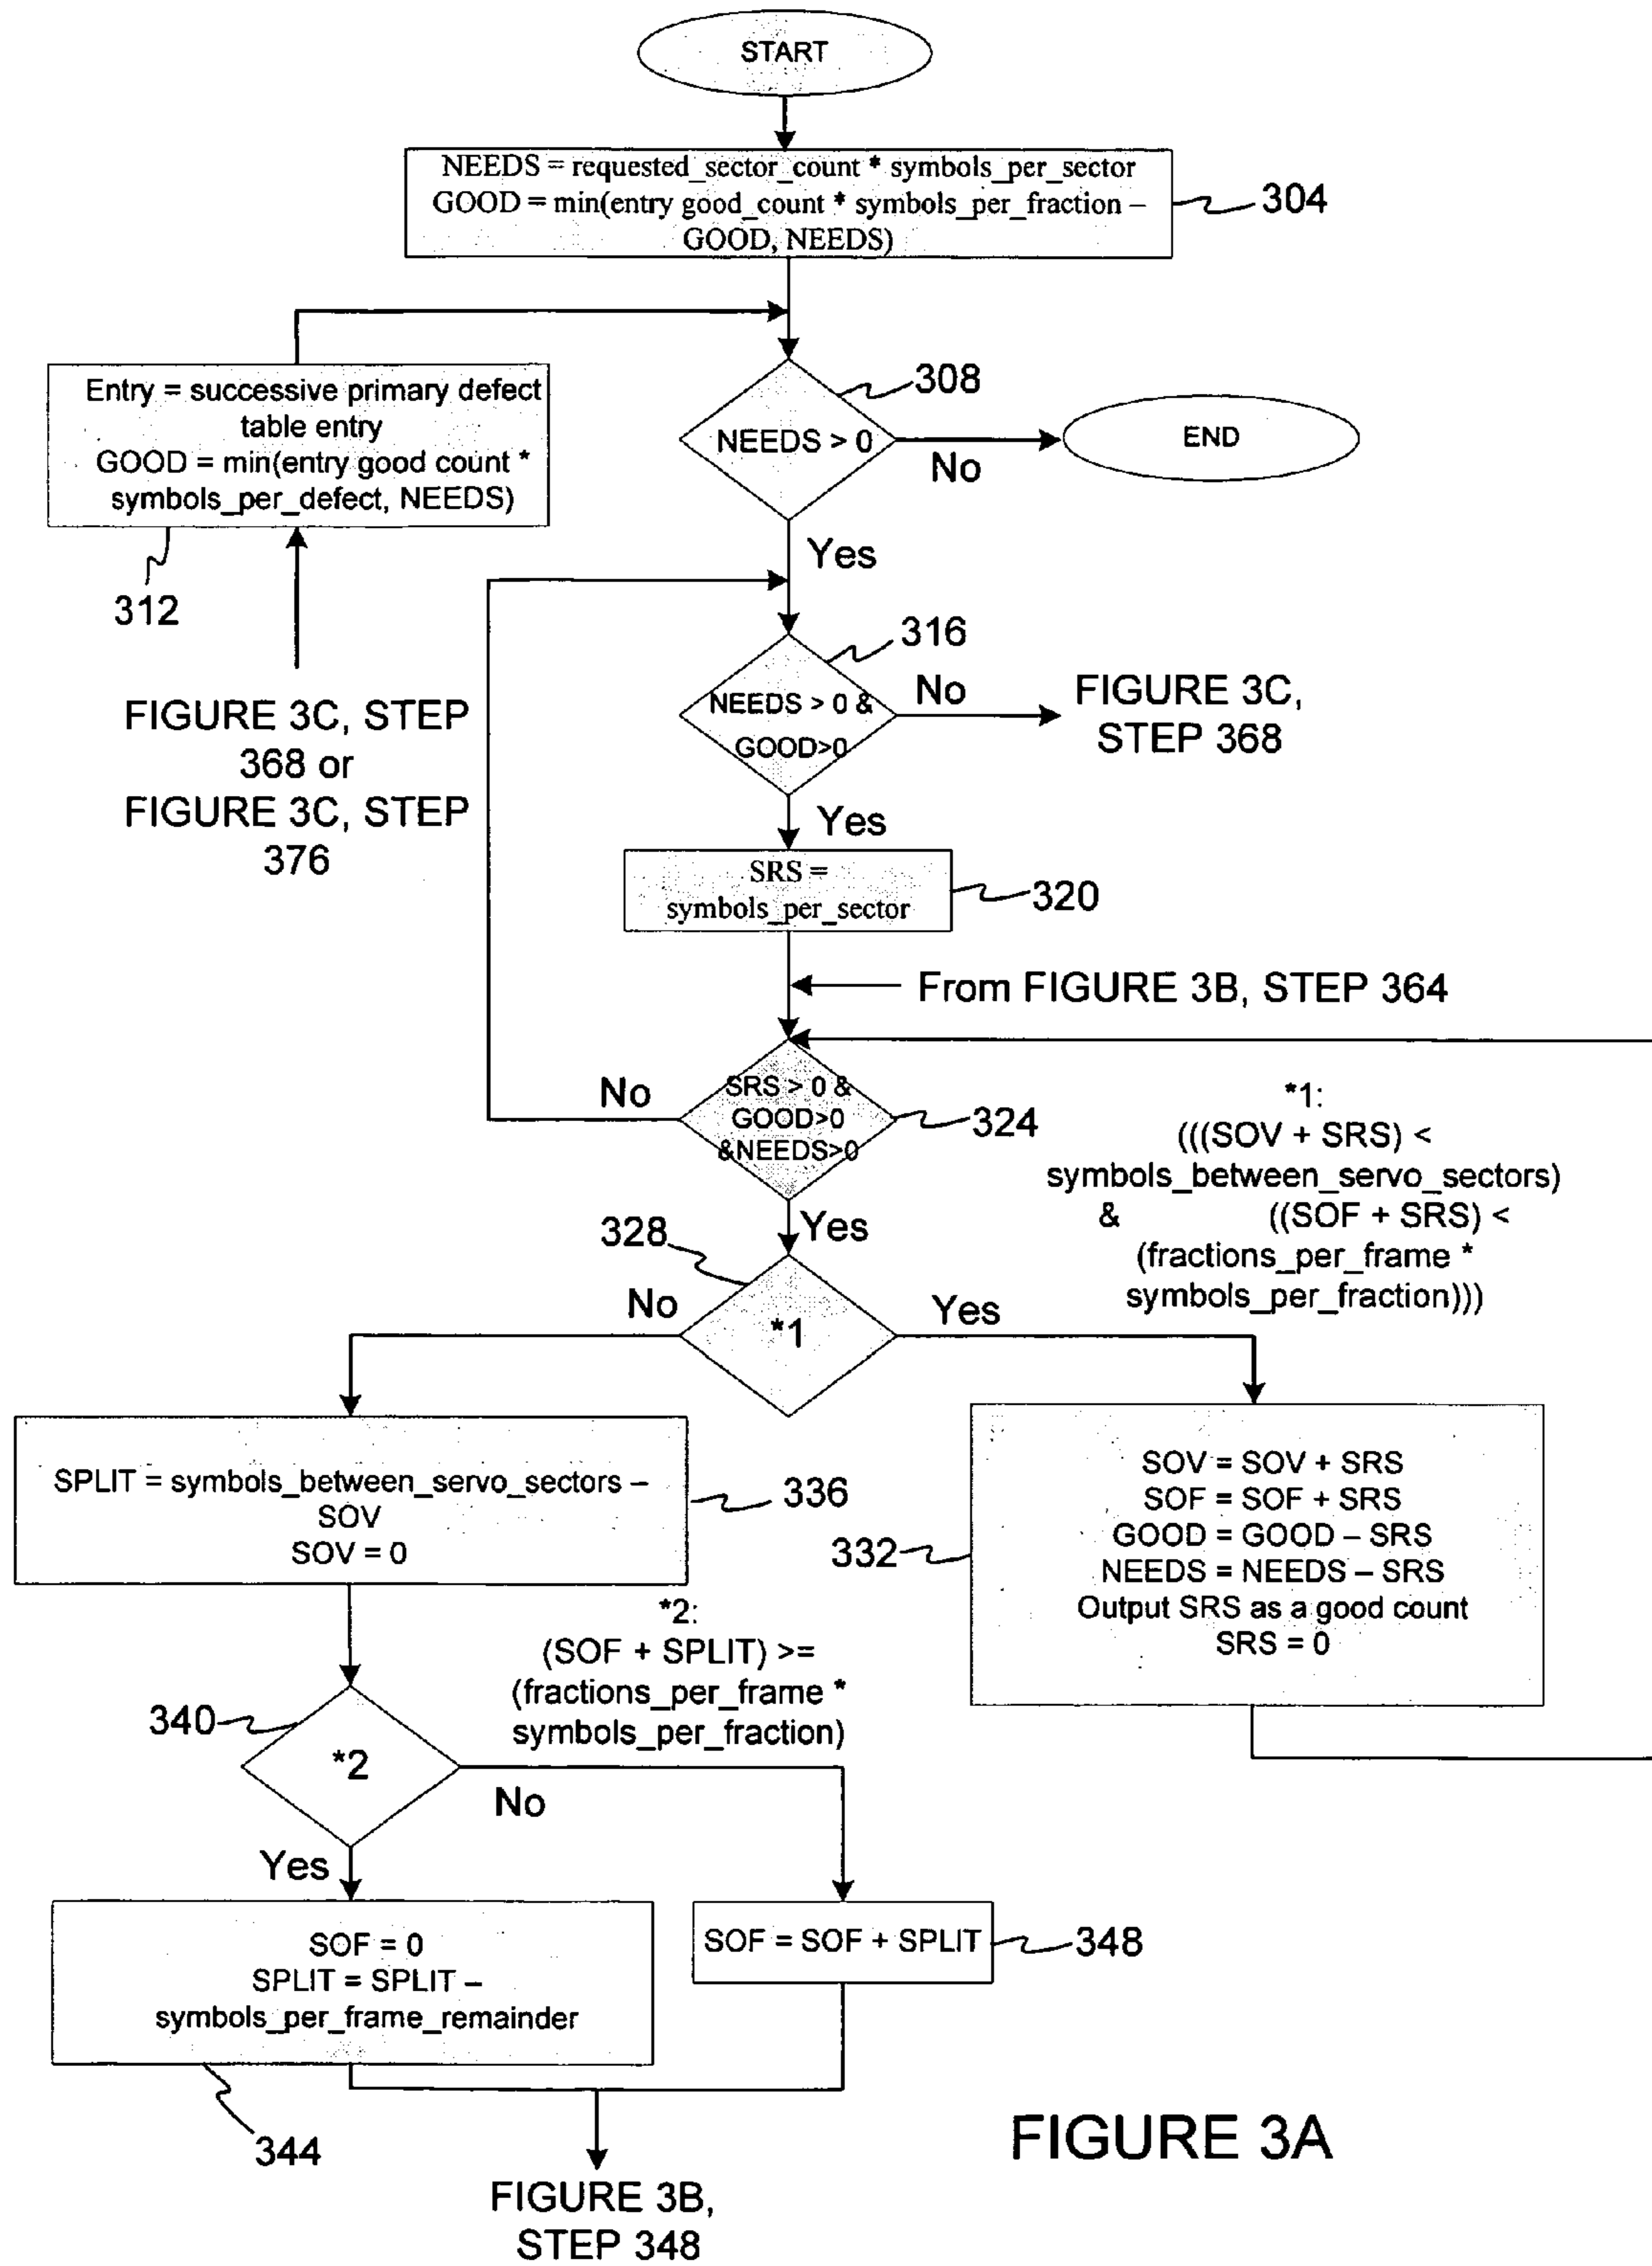 START
NEEDS = requested_sector_count * symbols_per_sector
GOOD = min(entry good_count * symbols_per_fraction –
GOOD, NEEDS)
304
308
Entry = successive primary defect
table entry
GOOD = min(entry good count *
symbols_per_defect, NEEDS)
NEEDS > 0
No
END
312
Yes
316
FIGURE 3C, STEP
368 or
FIGURE 3C, STEP
376
NEEDS > 0 &
GOOD>0
No
FIGURE 3C,
STEP 368
Yes
SRS =
symbols_per_sector
320
From FIGURE 3B, STEP 364
No
SRS > 0 &
GOOD>0
&NEEDS>0
324
*1:
(((SOV + SRS) <
symbols_between_servo_sectors)
& ((SOF + SRS) <
(fractions_per_frame *
symbols_per_fraction)))
Yes
328
No
*1
Yes
SPLIT = symbols_between_servo_sectors –
SOV
SOV = 0
336
332
SOV = SOV + SRS
SOF = SOF + SRS
GOOD = GOOD – SRS
NEEDS = NEEDS – SRS
Output SRS as a good count
SRS = 0
*2:
(SOF + SPLIT) >=
(fractions_per_frame *
symbols_per_fraction)
340
*2
No
Yes
SOF = 0
SPLIT = SPLIT –
symbols_per_frame_remainder
SOF = SOF + SPLIT
348
344
FIGURE 3B,
STEP 348
FIGURE 3A